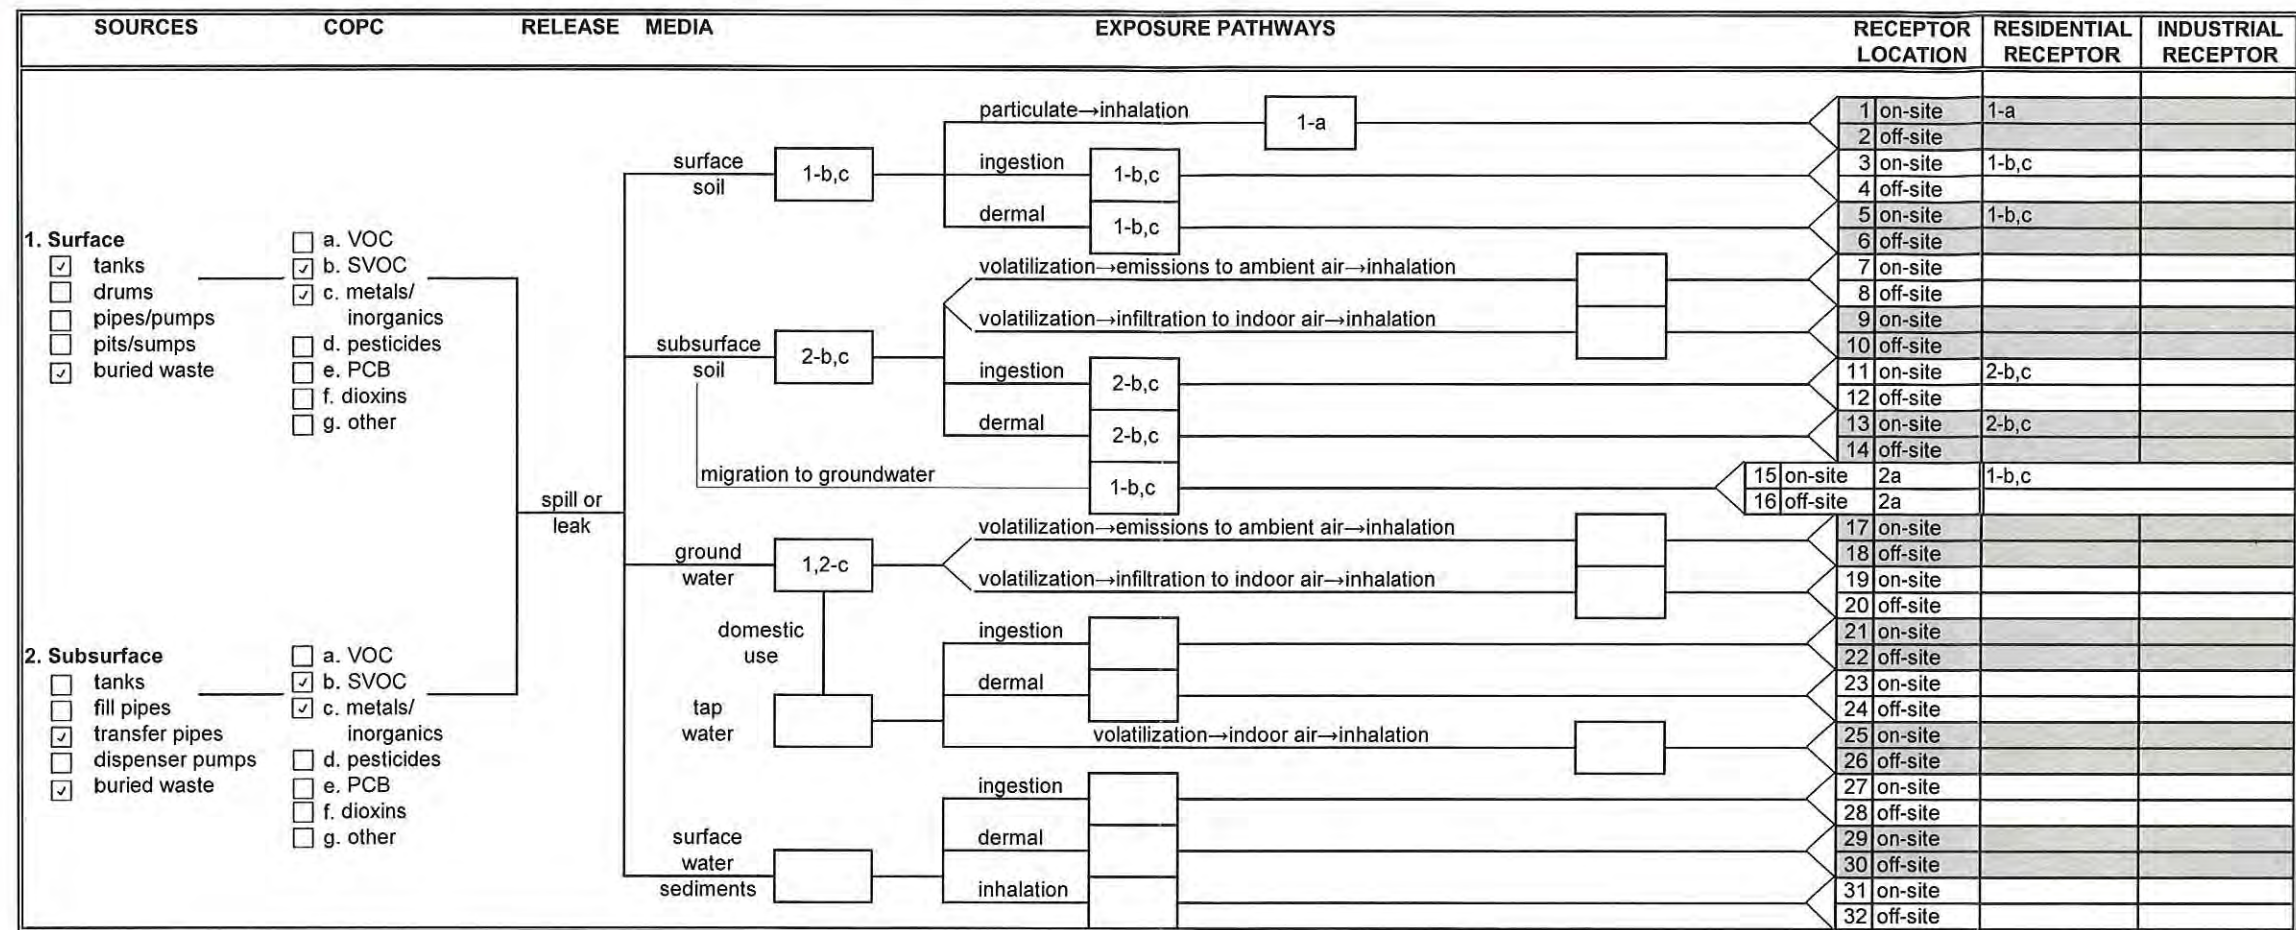 SOURCES COPC RELEASE MEDIA EXPOSURE PATHWAYS RECEPTOR LOCATION RESIDENTIAL RECEPTOR INDUSTRIAL RECEPTOR
1. Surface
tanks
drums
pipes/pumps
pits/sumps
buried waste
a. VOC
b. SVOC
c. metals/
inorganics
d. pesticides
e. PCB
f. dioxins
g. other
2. Subsurface
tanks
fill pipes
transfer pipes
dispenser pumps
buried waste
a. VOC
b. SVOC
c. metals/
inorganics
d. pesticides
e. PCB
f. dioxins
g. other
spill or
leak
surface
soil
1-b,c
particulate→inhalation
1-a
ingestion
1-b,c
dermal
1-b,c
subsurface
soil
2-b,c
volatilization→emissions to ambient air→inhalation
volatilization→infiltration to indoor air→inhalation
ingestion
2-b,c
dermal
2-b,c
migration to groundwater
1-b,c
ground
water
1,2-c
volatilization→emissions to ambient air→inhalation
volatilization→infiltration to indoor air→inhalation
domestic
use
tap
water
ingestion
dermal
volatilization→indoor air→inhalation
surface
water
sediments
ingestion
dermal
inhalation
1 on-site 1-a
2 off-site
3 on-site 1-b,c
4 off-site
5 on-site 1-b,c
6 off-site
7 on-site
8 off-site
9 on-site
10 off-site
11 on-site 2-b,c
12 off-site
13 on-site 2-b,c
14 off-site
15 on-site 2a 1-b,c
16 off-site 2a
17 on-site
18 off-site
19 on-site
20 off-site
21 on-site
22 off-site
23 on-site
24 off-site
25 on-site
26 off-site
27 on-site
28 off-site
29 on-site
30 off-site
31 on-site
32 off-site